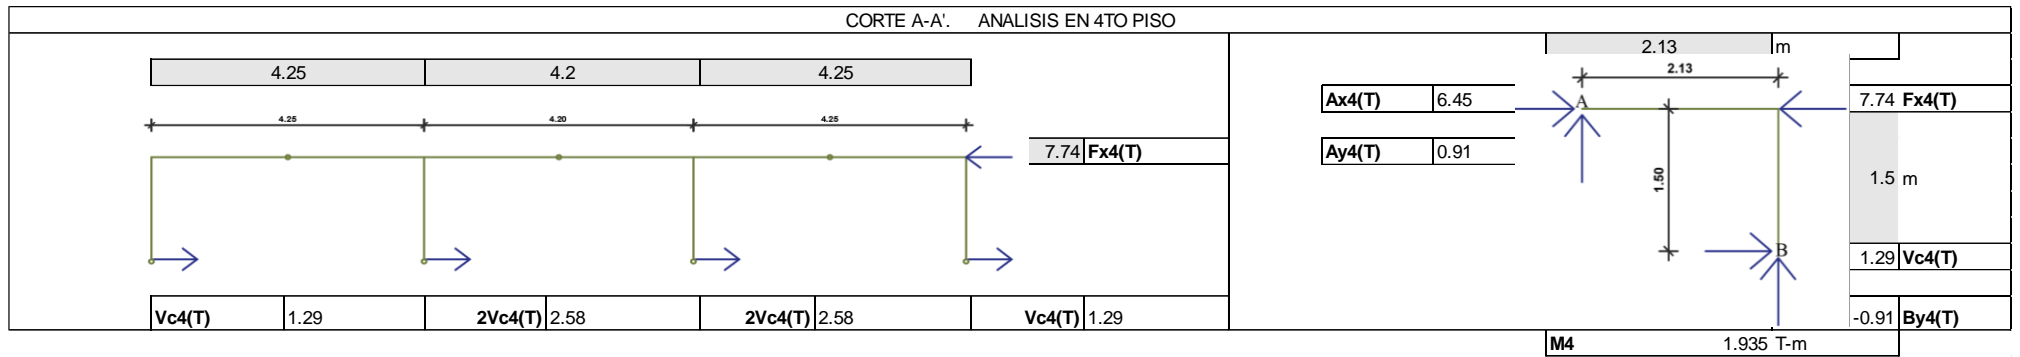 CORTE A-A'. ANALISIS EN 4TO PISO
2.13 m
4.25 4.2 4.25
2.13
Ax4(T) 6.45 A 7.74 Fx4(T)
4.25 4.20 4.25
7.74 Fx4(T)
Ay4(T) 0.91
1.50 1.5 m
B
1.29 Vc4(T)
Vc4(T) 1.29 2Vc4(T) 2.58 2Vc4(T) 2.58 Vc4(T) 1.29
-0.91 By4(T)
M4 1.935 T-m